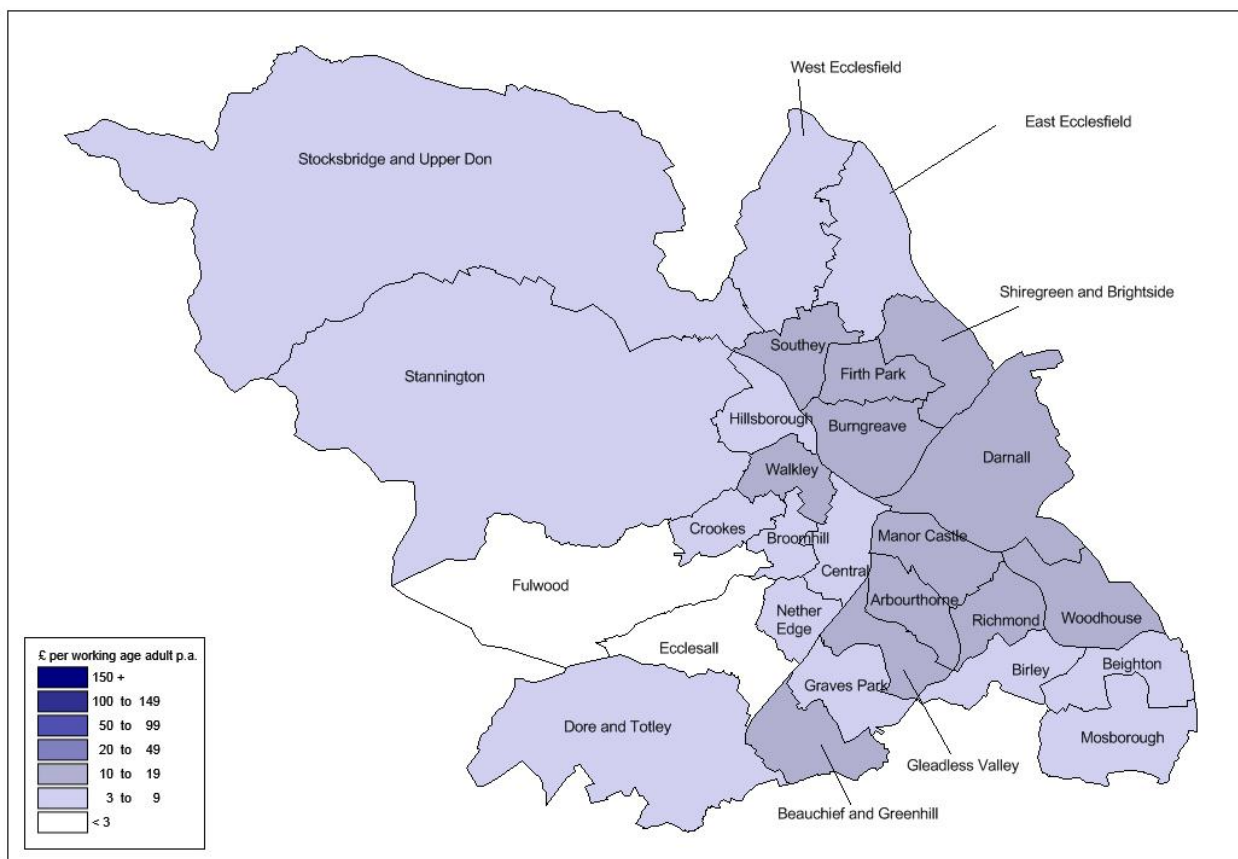 West Ecclesfield
East Ecclesfield
Stocksbridge and Upper Don
Shiregreen and Brightside
Southey
Firth Park
Stannington
Hillsborough
Burngreave
Darnall
Walkley
Crookes
Broomhill
Manor Castle
Central
Fulwood
Arbourthorne
Nether
Edge
Richmond
Woodhouse
Ecclesall
Birley
Beighton
Graves Park
Dore and Totley
Mosborough
Gleadless Valley
Beauchief and Greenhill
£ per working age adult p.a.
150 +
100 to 149
50 to 99
20 to 49
10 to 19
3 to 9
< 3